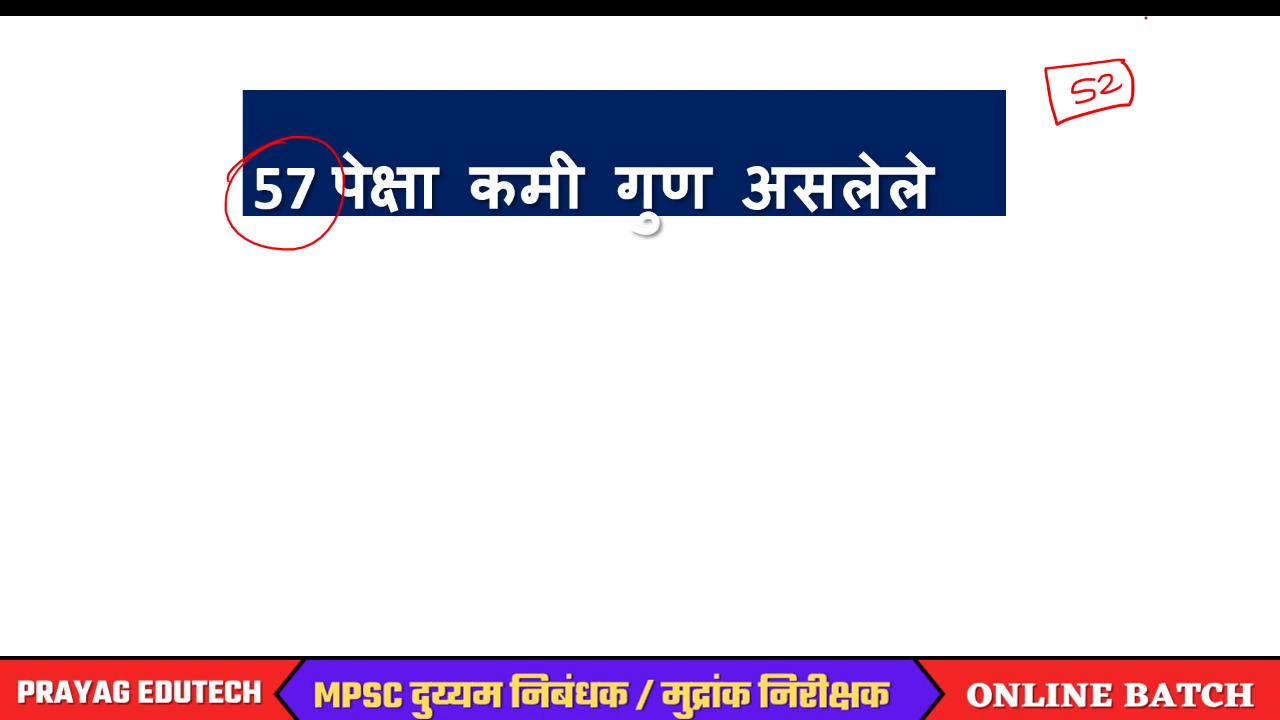 52
57 पेक्षा कमी गुण असलेले
PRAYAG EDUTECH
MPSC दुय्यम निबंधक / मुद्रांक निरीक्षक
ONLINE BATCH